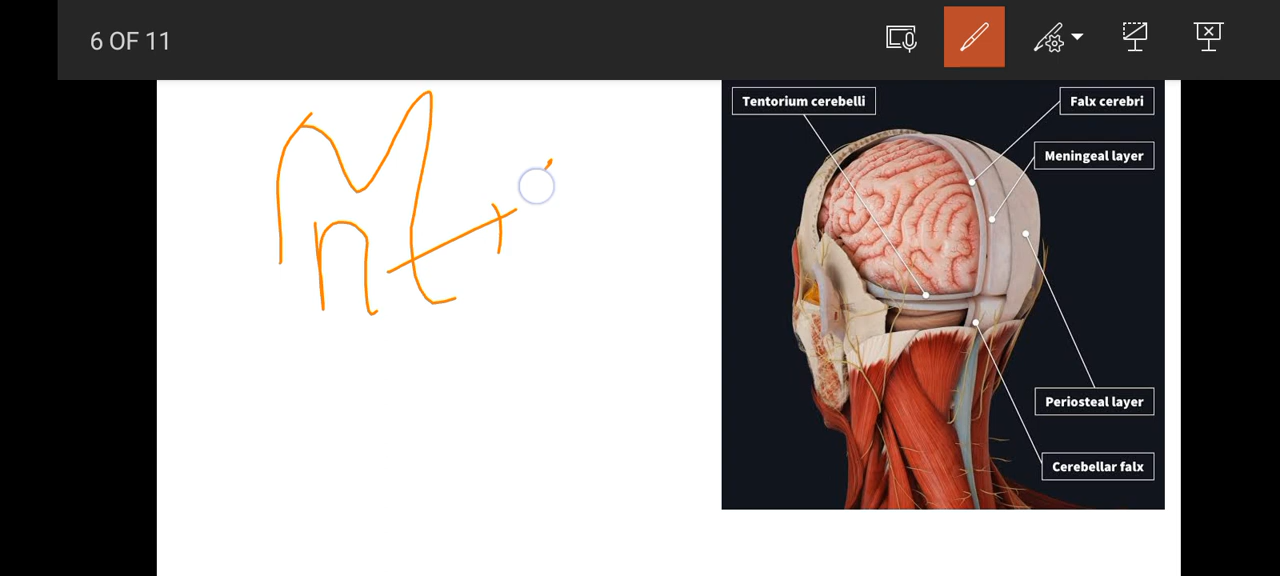 6 OF 11
Tentorium cerebelli
Falx cerebri
Meningeal layer
Periosteal layer
Cerebellar falx